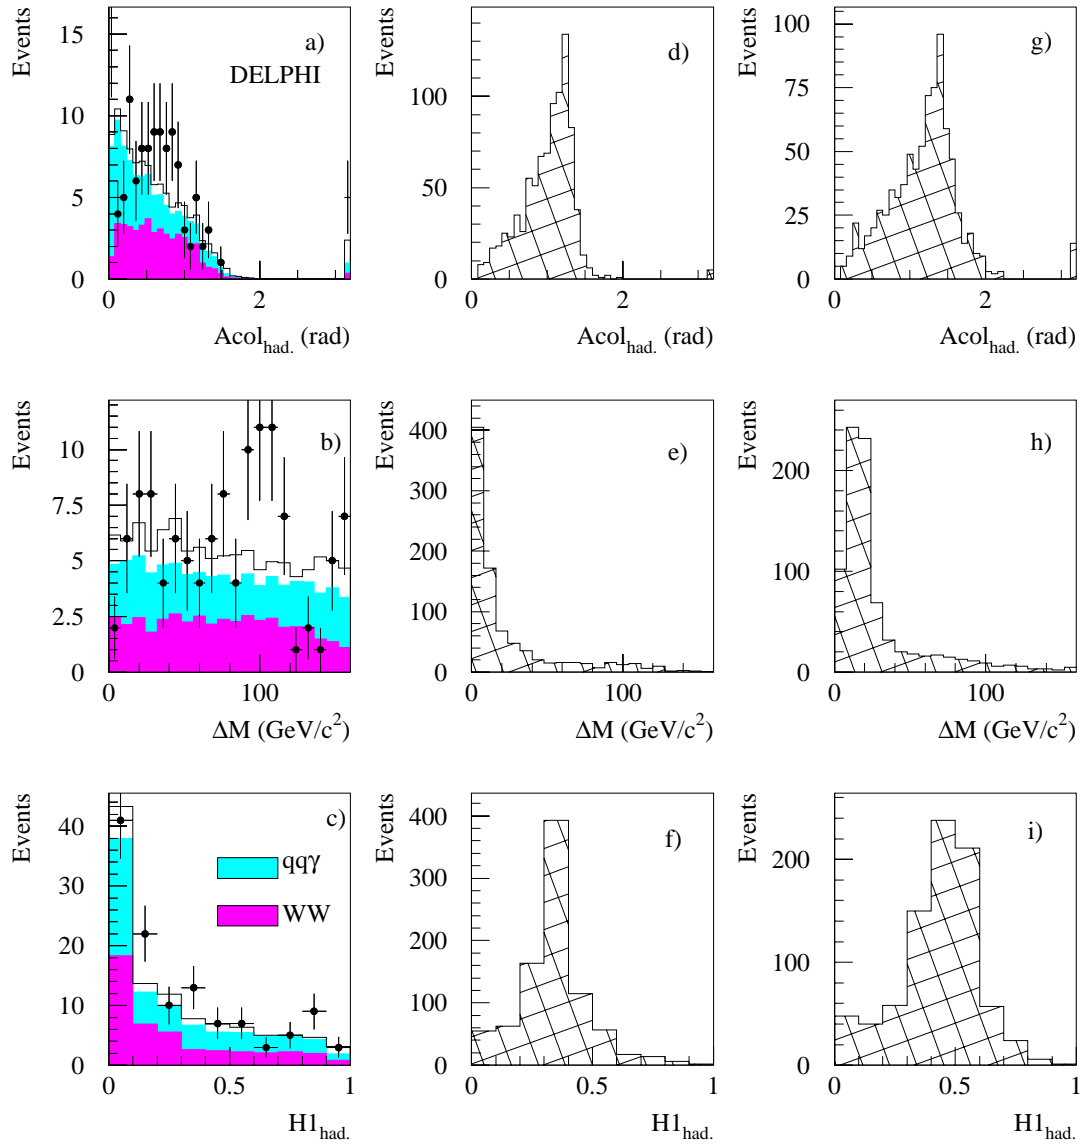 Events
15
10
5
0
0
2
a)
DELPHI
Acol_had. (rad)
Events
100
50
0
0
2
d)
Acol_had. (rad)
Events
100
75
50
25
0
0
2
g)
Acol_had. (rad)
Events
10
7.5
5
2.5
0
0
100
b)
ΔM (GeV/c²)
Events
400
300
200
100
0
0
100
e)
ΔM (GeV/c²)
Events
200
100
0
0
100
h)
ΔM (GeV/c²)
Events
40
30
20
10
0
0
0.5
1
c)
qqγ
WW
H1_had.
Events
400
300
200
100
0
0
0.5
1
f)
H1_had.
Events
200
100
0
0
0.5
1
i)
H1_had.